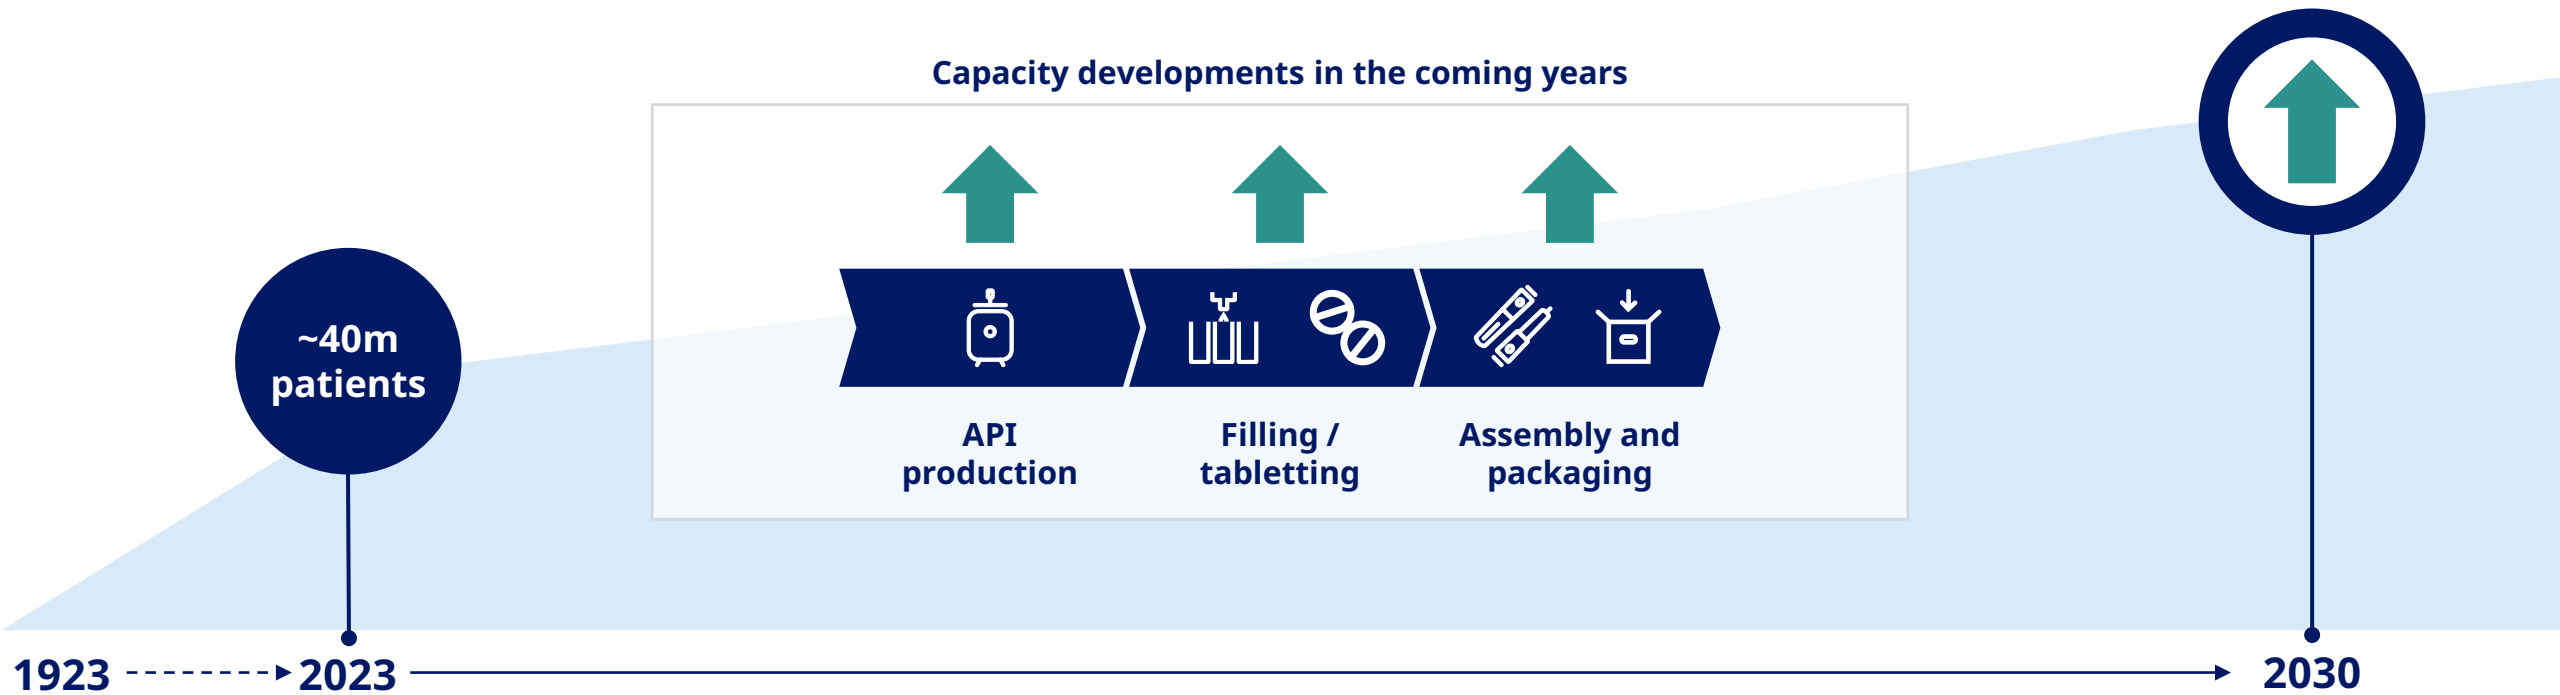 Capacity developments in the coming years
~40m
patients
API
production
Filling /
tabletting
Assembly and
packaging
1923
2023
2030